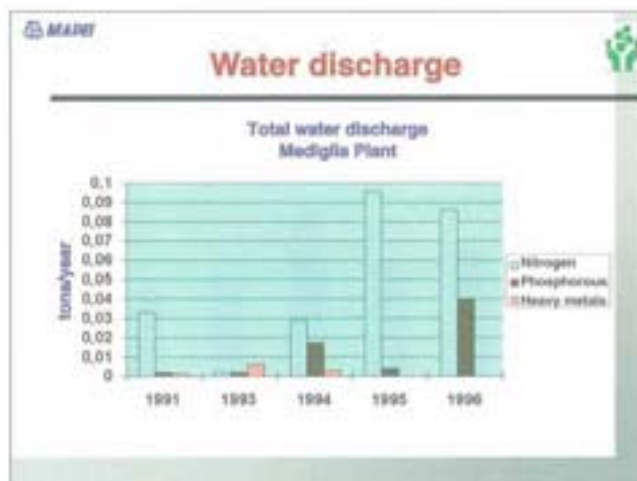 MAPEI
Water discharge
Total water discharge
Mediglia Plant
tons/year
0,1
0,09
0,08
0,07
0,06
0,05
0,04
0,03
0,02
0,01
0
1991 1993 1994 1995 1996
Nitrogen
Phosphorous
Heavy metals